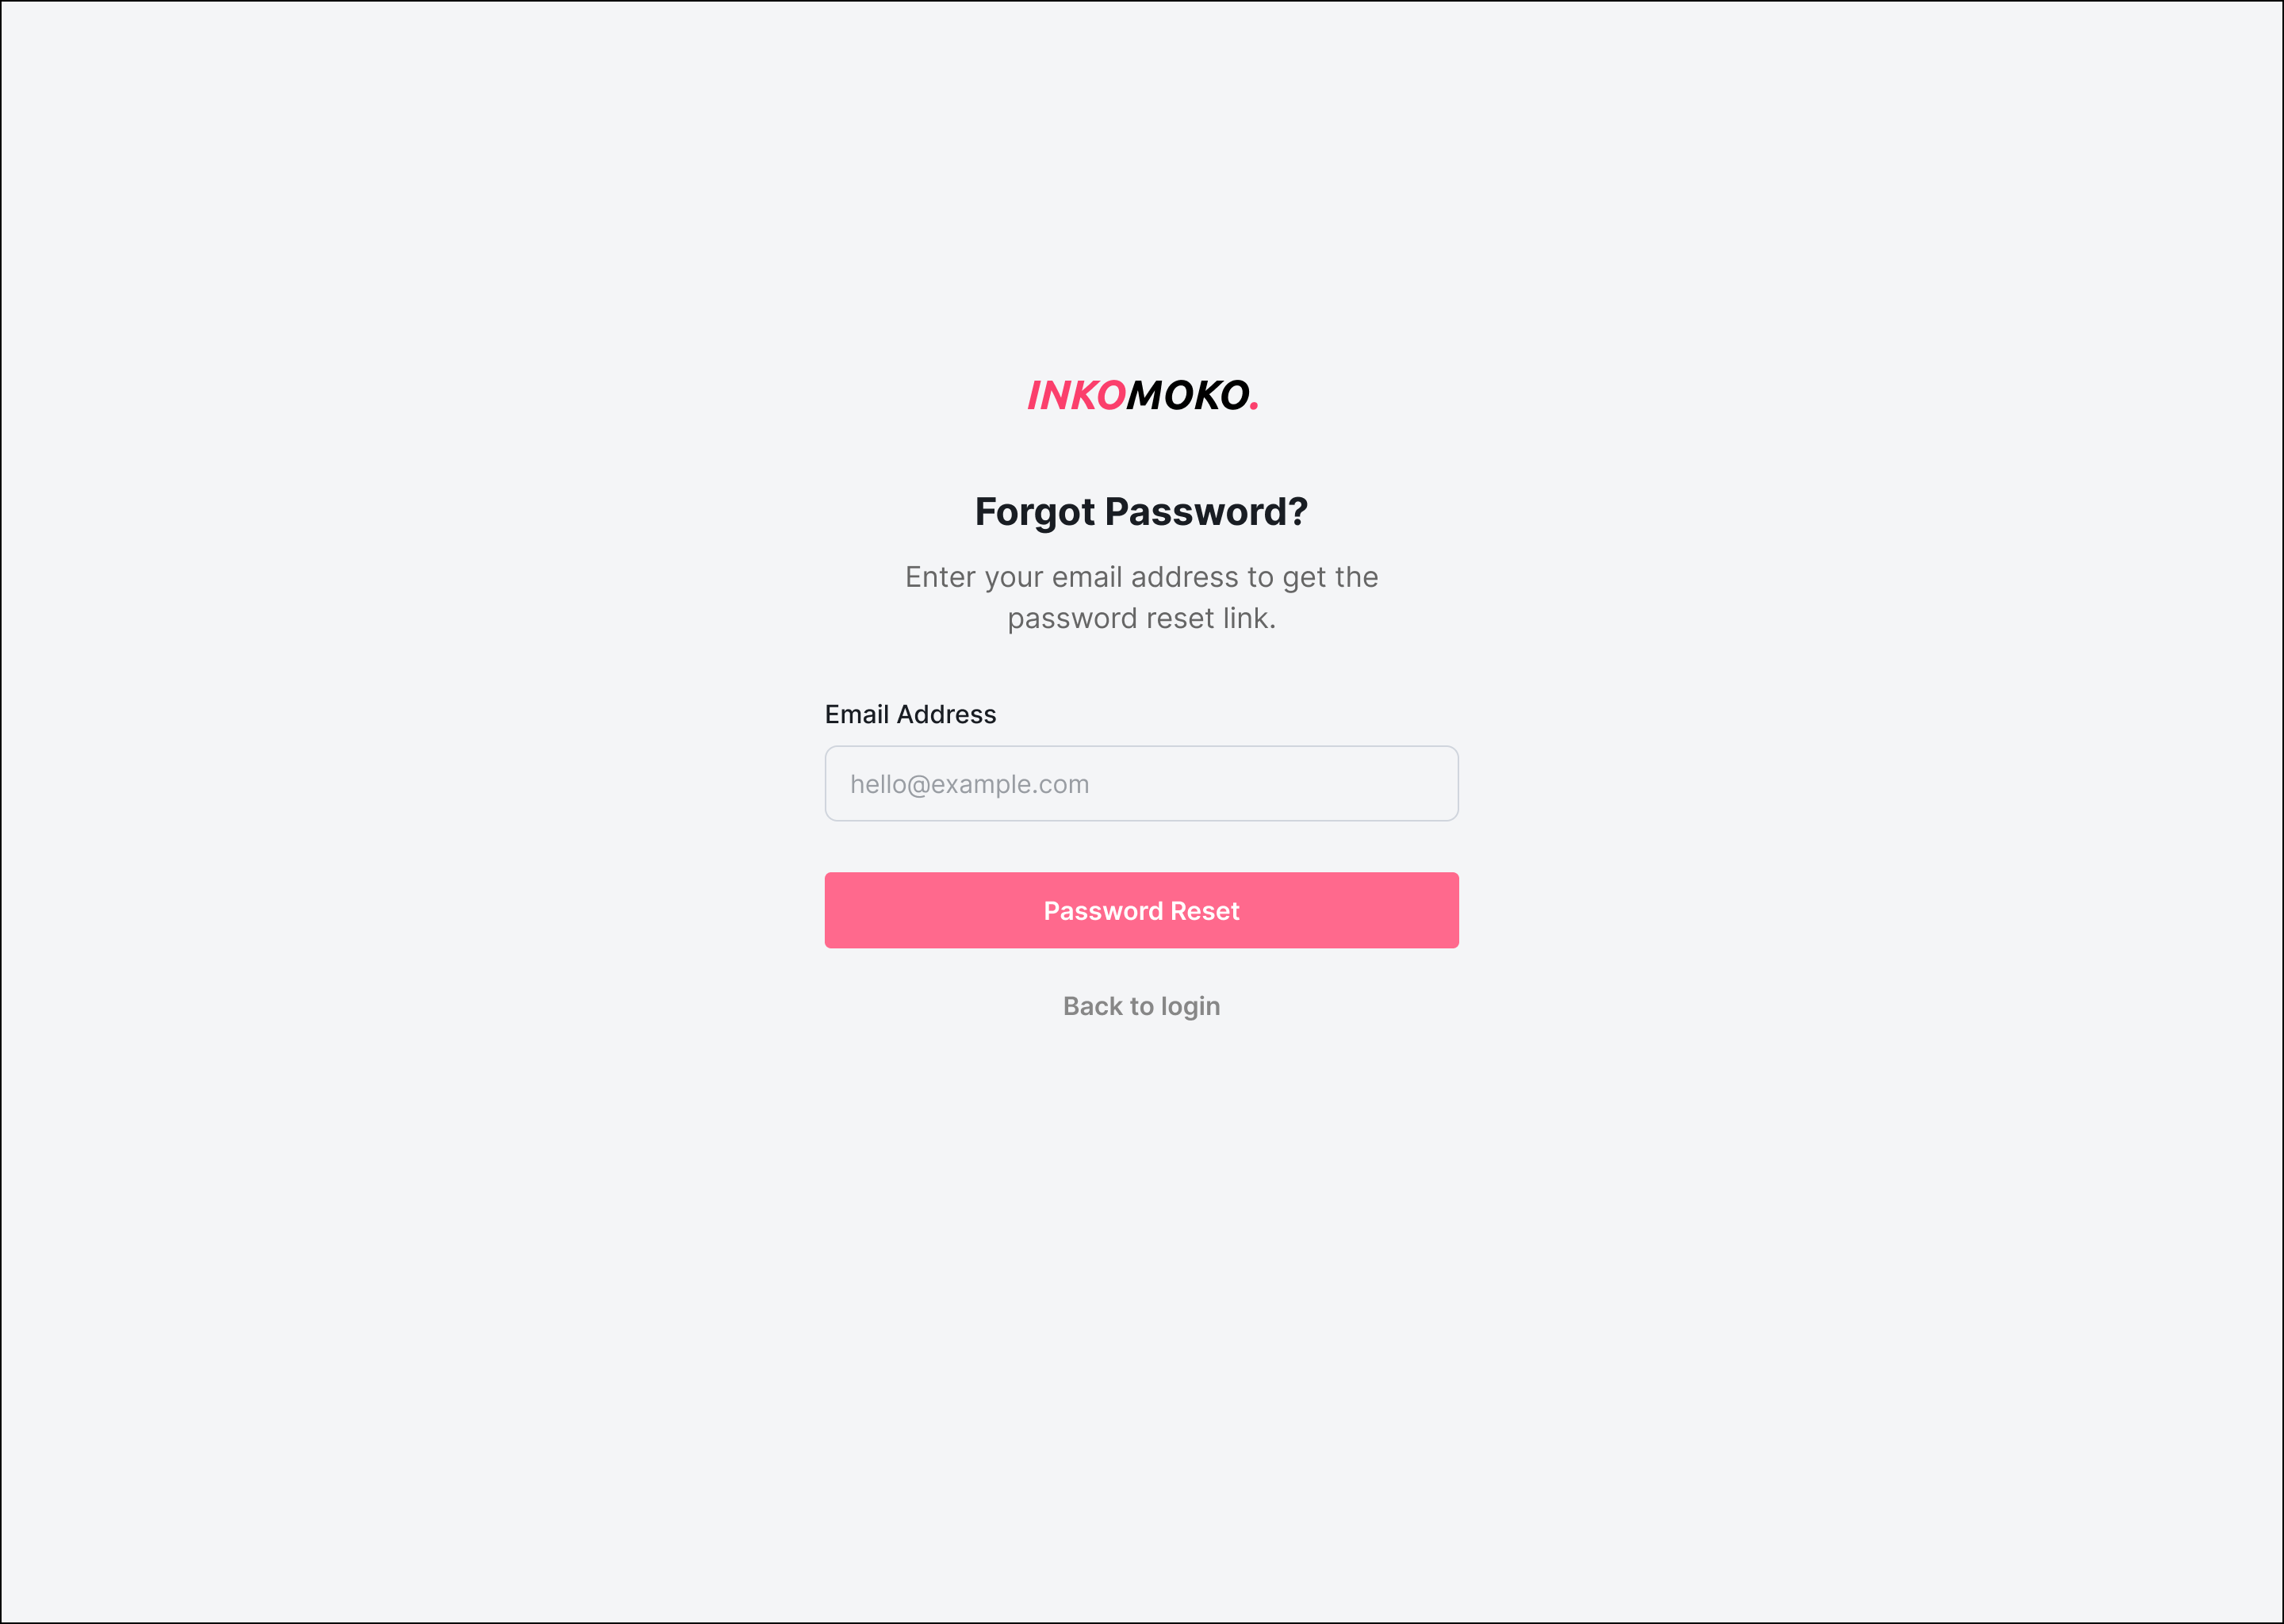 INKOMOKO.
Forgot Password?
Enter your email address to get the
password reset link.
Email Address
hello@example.com
Password Reset
Back to login